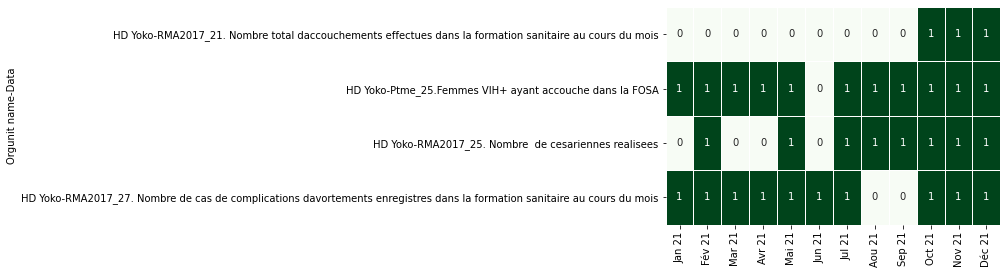 HD Yoko-RMA2017_21. Nombre total daccouchements effectues dans la formation sanitaire au cours du mois 0 0 0 0 0 0 0 0 0 1 1 1
HD Yoko-Ptme_25.Femmes VIH+ ayant accouche dans la FOSA 1 1 1 1 1 0 1 1 1 1 1 1
HD Yoko-RMA2017_25. Nombre  de cesariennes realisees 0 1 0 0 1 0 1 1 1 1 1 1
HD Yoko-RMA2017_27. Nombre de cas de complications davortements enregistres dans la formation sanitaire au cours du mois 1 1 1 1 1 1 1 0 0 1 1 1
Orgunit name-Data
Jan 21 Fév 21 Mar 21 Avr 21 Mai 21 Jun 21 Jul 21 Aou 21 Sep 21 Oct 21 Nov 21 Déc 21